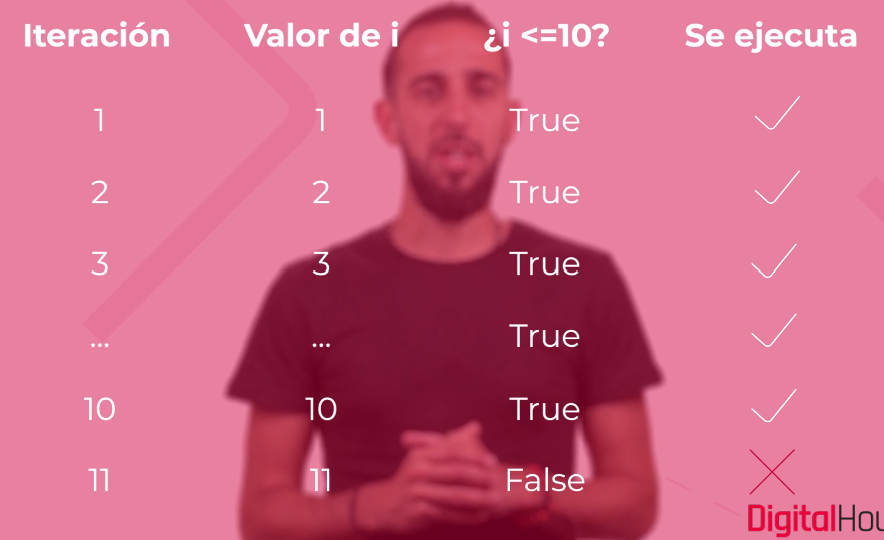 Iteración Valor de i ¿i <=10? Se ejecuta
1 1 True
2 2 True
3 3 True
... ... True
10 10 True
11 11 False
DigitalHou